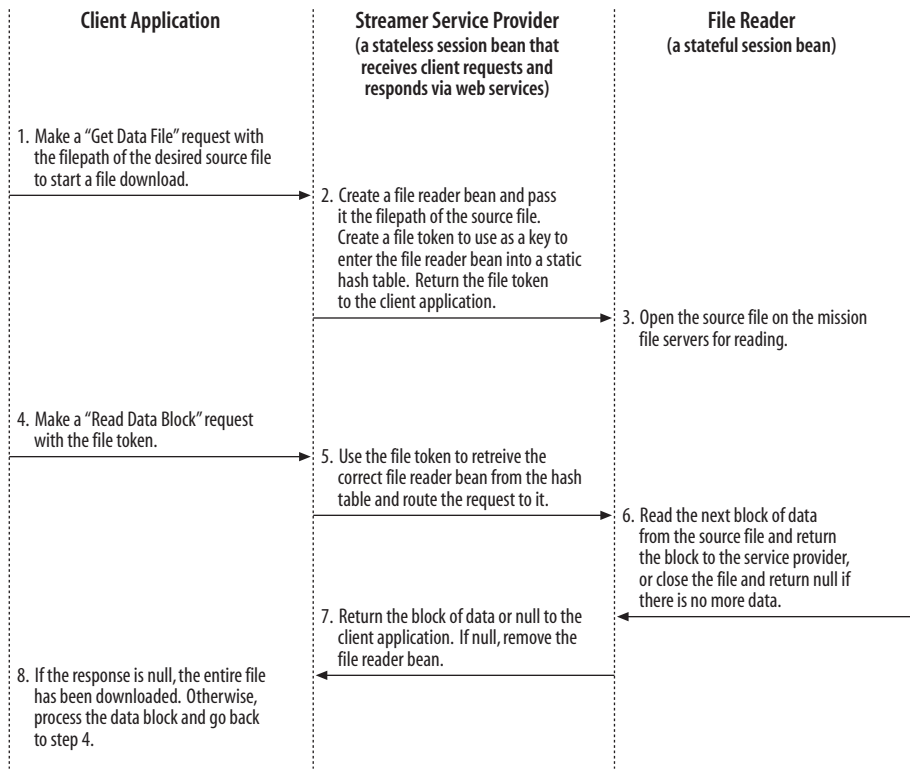 Client Application
Streamer Service Provider
(a stateless session bean that
receives client requests and
responds via web services)
File Reader
(a stateful session bean)
1. Make a “Get Data File” request with
the filepath of the desired source file
to start a file download.
2. Create a file reader bean and pass
it the filepath of the source file.
Create a file token to use as a key to
enter the file reader bean into a static
hash table. Return the file token
to the client application.
3. Open the source file on the mission
file servers for reading.
4. Make a “Read Data Block” request
with the file token.
5. Use the file token to retreive the
correct file reader bean from the hash
table and route the request to it.
6. Read the next block of data
from the source file and return
the block to the service provider,
or close the file and return null if
there is no more data.
7. Return the block of data or null to the
client application. If null, remove the
file reader bean.
8. If the response is null, the entire file
has been downloaded. Otherwise,
process the data block and go back
to step 4.